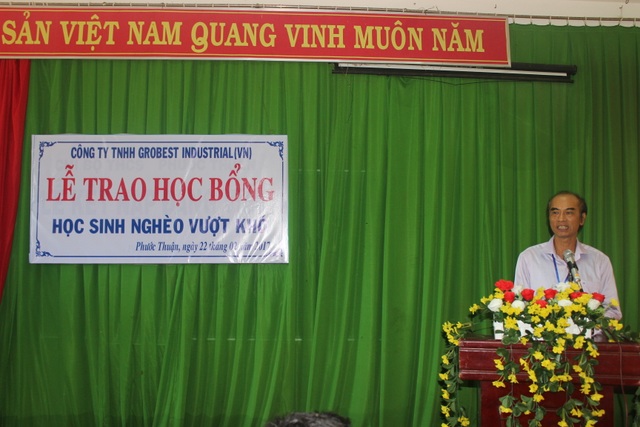 SẢN VIỆT NAM QUANG VINH MUÔN NĂM
CÔNG TY TNHH GROBEST INDUSTRIAL(VN)
LỄ TRAO HỌC BỔNG
HỌC SINH NGHÈO VƯỢT KHÓ
Phước Thuận, ngày 22 tháng năm 2017